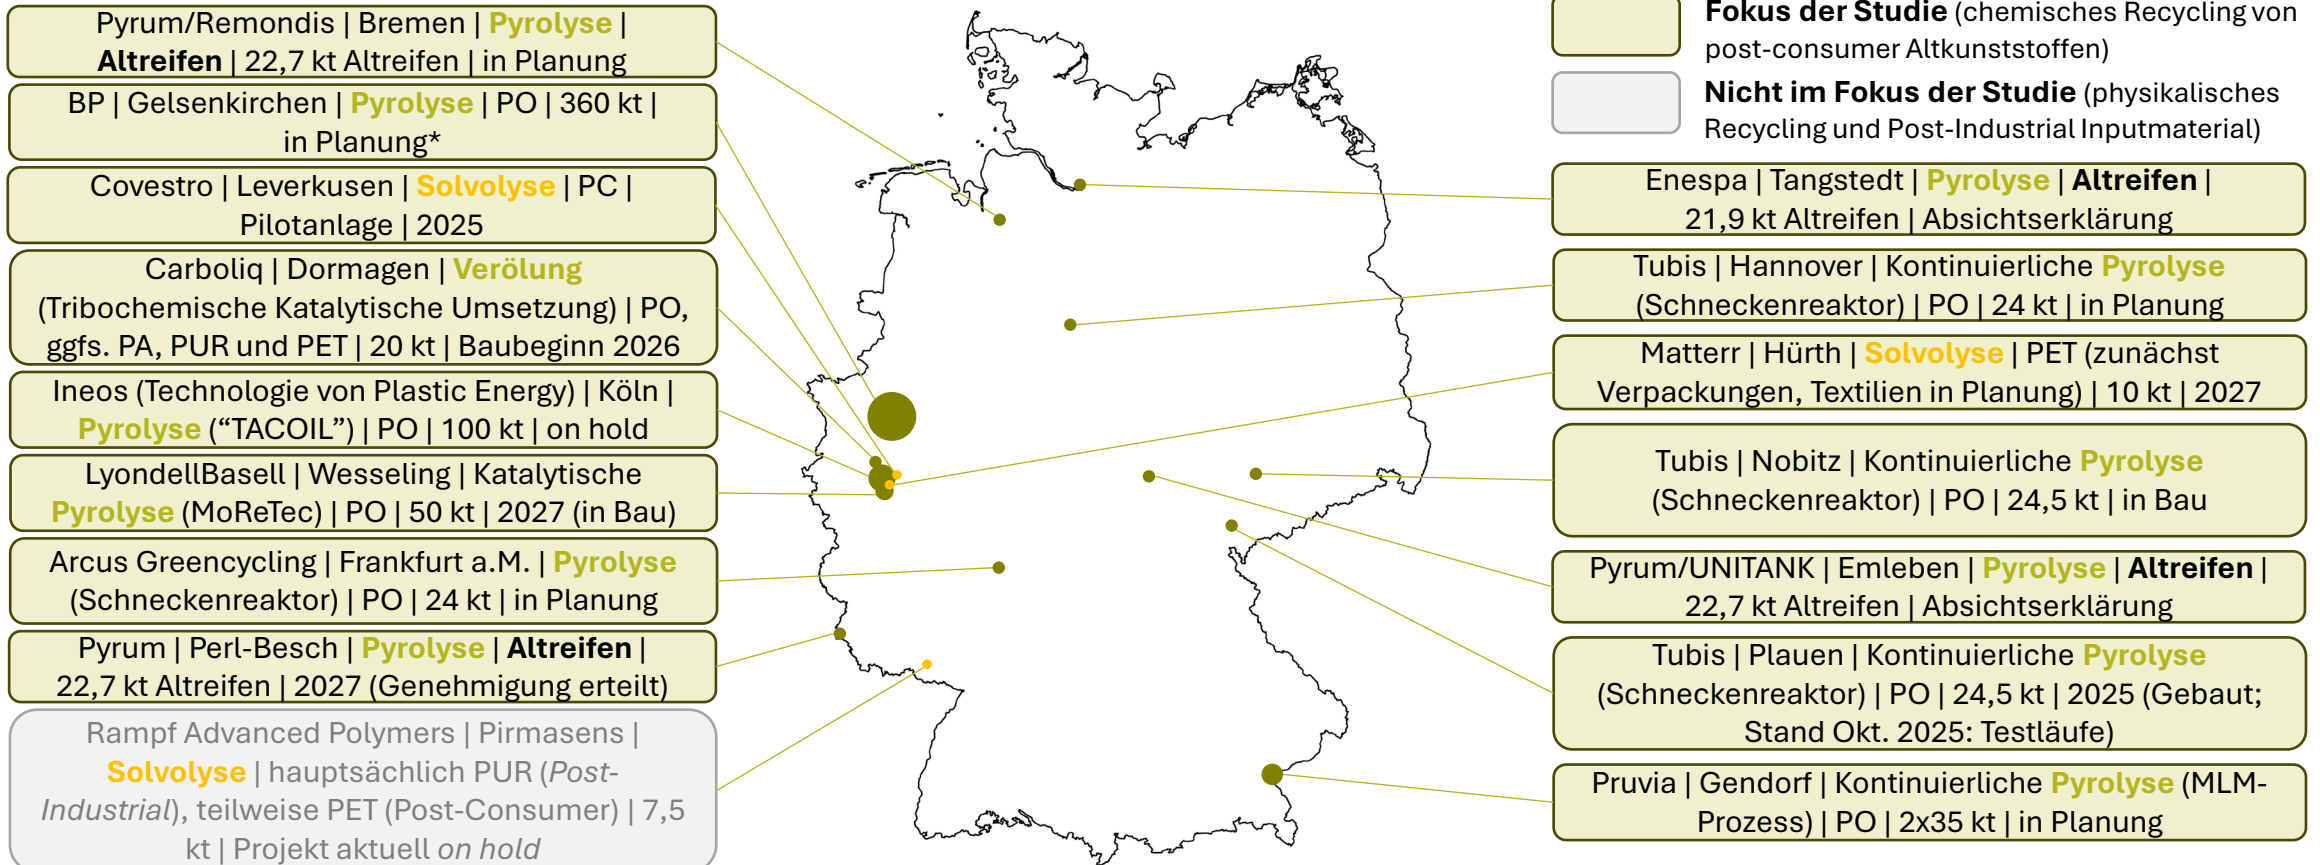 Pyrum/Remondis | Bremen | Pyrolyse |
Altreifen | 22,7 kt Altreifen | in Planung
BP | Gelsenkirchen | Pyrolyse | PO | 360 kt |
in Planung*
Covestro | Leverkusen | Solvolyse | PC |
Pilotanlage | 2025
Carboliq | Dormagen | Verölung
(Tribochemische Katalytische Umsetzung) | PO,
ggfs. PA, PUR und PET | 20 kt | Baubeginn 2026
Ineos (Technologie von Plastic Energy) | Köln |
Pyrolyse (“TACOIL”) | PO | 100 kt | on hold
LyondellBasell | Wesseling | Katalytische
Pyrolyse (MoReTec) | PO | 50 kt | 2027 (in Bau)
Arcus Greencycling | Frankfurt a.M. | Pyrolyse
(Schneckenreaktor) | PO | 24 kt | in Planung
Pyrum | Perl-Besch | Pyrolyse | Altreifen |
22,7 kt Altreifen | 2027 (Genehmigung erteilt)
Rampf Advanced Polymers | Pirmasens |
Solvolyse | hauptsächlich PUR (Post-
Industrial), teilweise PET (Post-Consumer) | 7,5
kt | Projekt aktuell on hold
Fokus der Studie (chemisches Recycling von
post-consumer Altkunststoffen)
Nicht im Fokus der Studie (physikalisches
Recycling und Post-Industrial Inputmaterial)
Enespa | Tangstedt | Pyrolyse | Altreifen |
21,9 kt Altreifen | Absichtserklärung
Tubis | Hannover | Kontinuierliche Pyrolyse
(Schneckenreaktor) | PO | 24 kt | in Planung
Matterr | Hürth | Solvolyse | PET (zunächst
Verpackungen, Textilien in Planung) | 10 kt | 2027
Tubis | Nobitz | Kontinuierliche Pyrolyse
(Schneckenreaktor) | PO | 24,5 kt | in Bau
Pyrum/UNITANK | Emleben | Pyrolyse | Altreifen |
22,7 kt Altreifen | Absichtserklärung
Tubis | Plauen | Kontinuierliche Pyrolyse
(Schneckenreaktor) | PO | 24,5 kt | 2025 (Gebaut;
Stand Okt. 2025: Testläufe)
Pruvia | Gendorf | Kontinuierliche Pyrolyse (MLM-
Prozess) | PO | 2x35 kt | in Planung